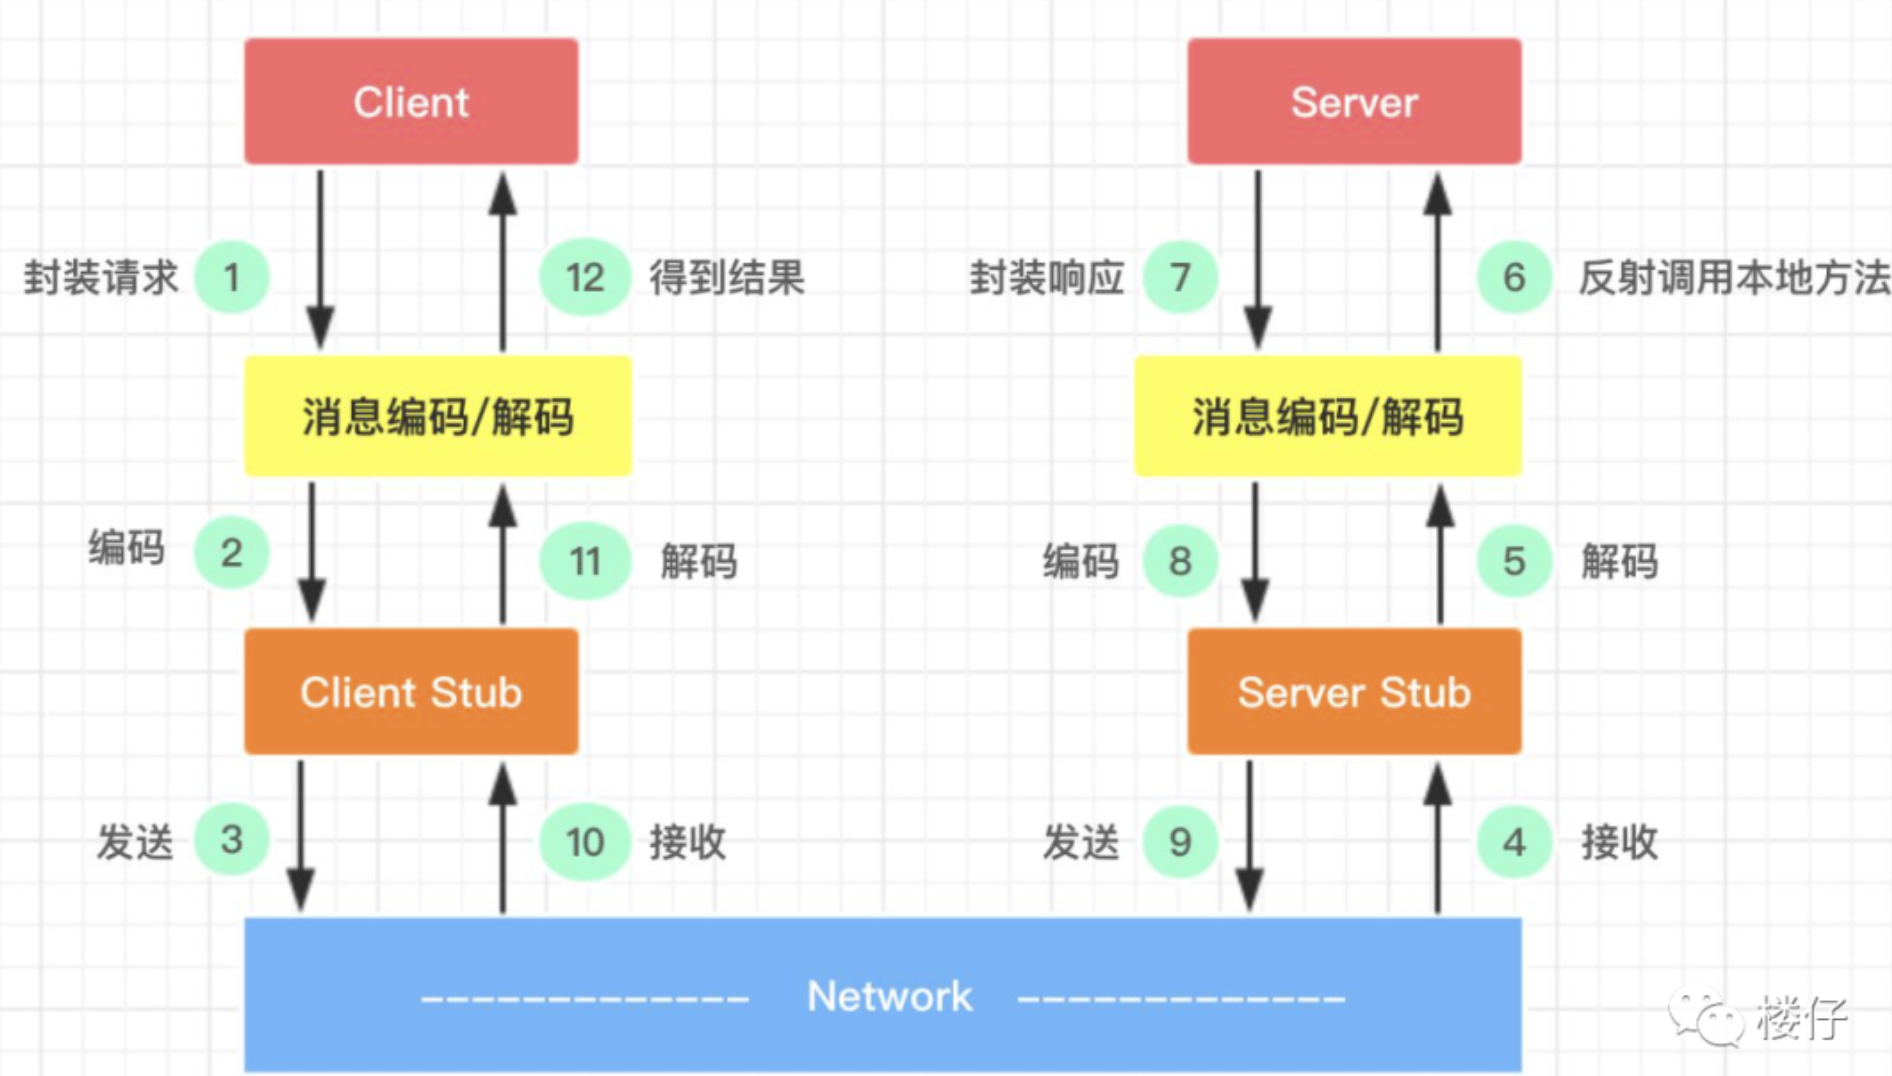 Client
Server
封装请求 1
12 得到结果
封装响应 7
6 反射调用本地方法
消息编码/解码
消息编码/解码
编码 2
11 解码
编码 8
5 解码
Client Stub
Server Stub
发送 3
10 接收
发送 9
4 接收
------------- Network -------------
楼仔